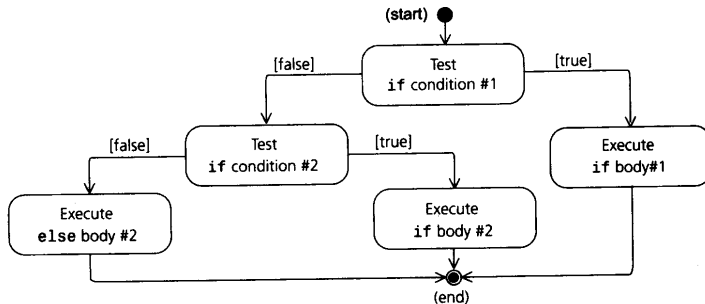 (start)
[false]
Test
if condition #1
[true]
[false]
Test
if condition #2
[true]
Execute
if body#1
Execute
else body #2
Execute
if body #2
(end)